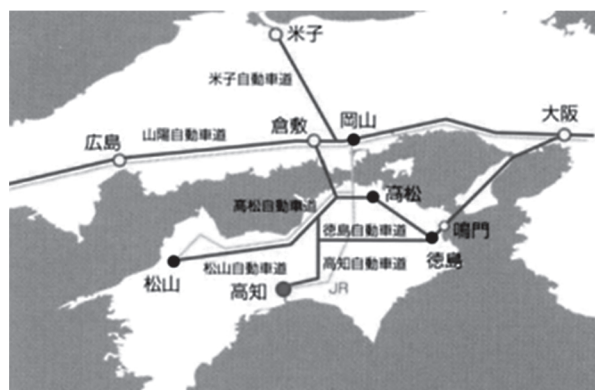 米子
米子自動車道
大阪
岡山
倉敷
山陽自動車道
広島
高松
高松自動車道
徳島自動車道
鳴門
徳島
松山自動車道
高知自動車道
松山
高知
JR